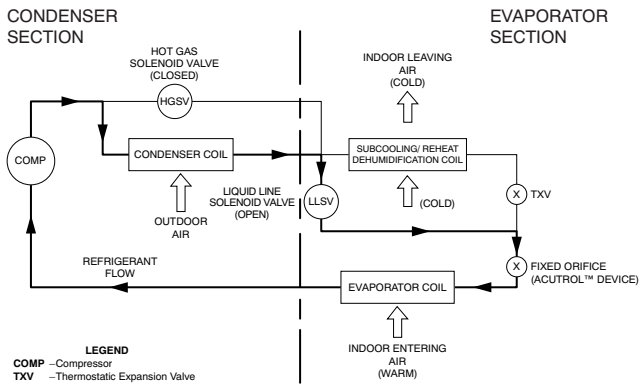 CONDENSER
SECTION
EVAPORATOR
SECTION
HOT GAS
SOLENOID VALVE
(CLOSED)
INDOOR LEAVING
AIR
(COLD)
HGSV
COMP
CONDENSER COIL
SUBCOOLING/ REHEAT
DEHUMIDIFICATION COIL
LIQUID LINE
SOLENOID VALVE
(OPEN)
LLSV
(COLD)
X
TXV
OUTDOOR
AIR
REFRIGERANT
FLOW
X
FIXED ORIFICE
(ACUTROL™ DEVICE)
EVAPORATOR COIL
INDOOR ENTERING
AIR
(WARM)
LEGEND
COMP –Compressor
TXV –Thermostatic Expansion Valve